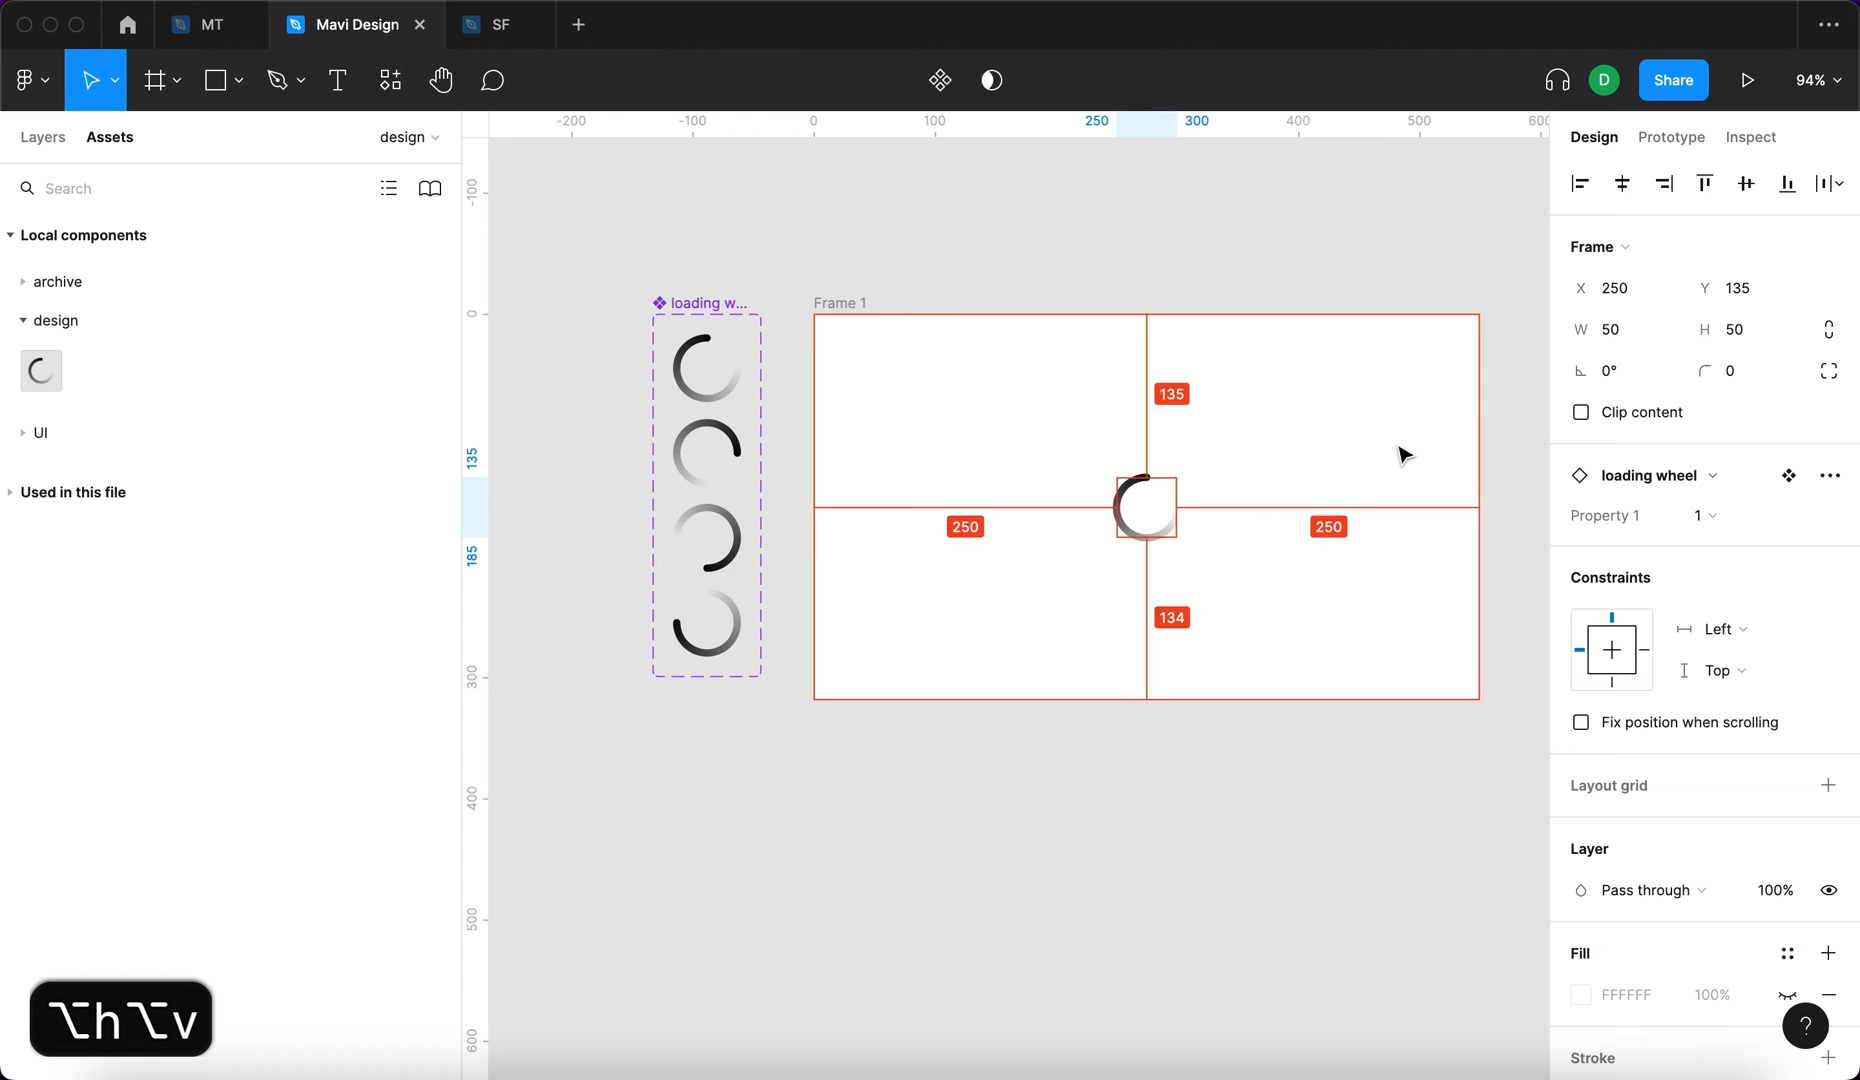 MT
Mavi Design
SF
D
Share
94%
Layers
Assets
design
Search
Local components
archive
design
UI
Used in this file
-200
-100
0
100
250
300
400
500
600
-100
0
135
185
300
400
500
600
loading w...
Frame 1
135
250
250
134
Design
Prototype
Inspect
Frame
X 250
Y 135
W 50
H 50
0°
0
Clip content
loading wheel
Property 1
1
Constraints
Left
Top
Fix position when scrolling
Layout grid
Layer
Pass through
100%
Fill
FFFFFF
100%
Stroke
?
⌥h⌥v